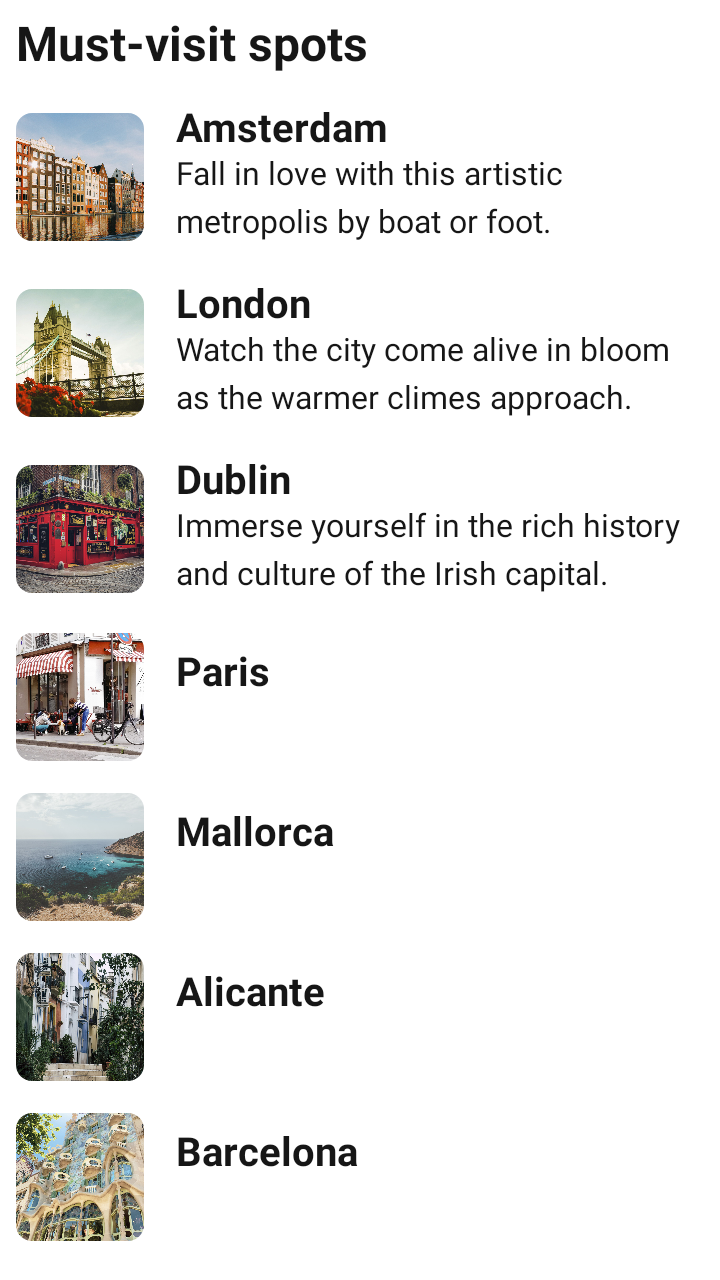 Must-visit spots
Amsterdam
Fall in love with this artistic
metropolis by boat or foot.
London
Watch the city come alive in bloom
as the warmer climes approach.
Dublin
Immerse yourself in the rich history
and culture of the Irish capital.
Paris
Mallorca
Alicante
Barcelona